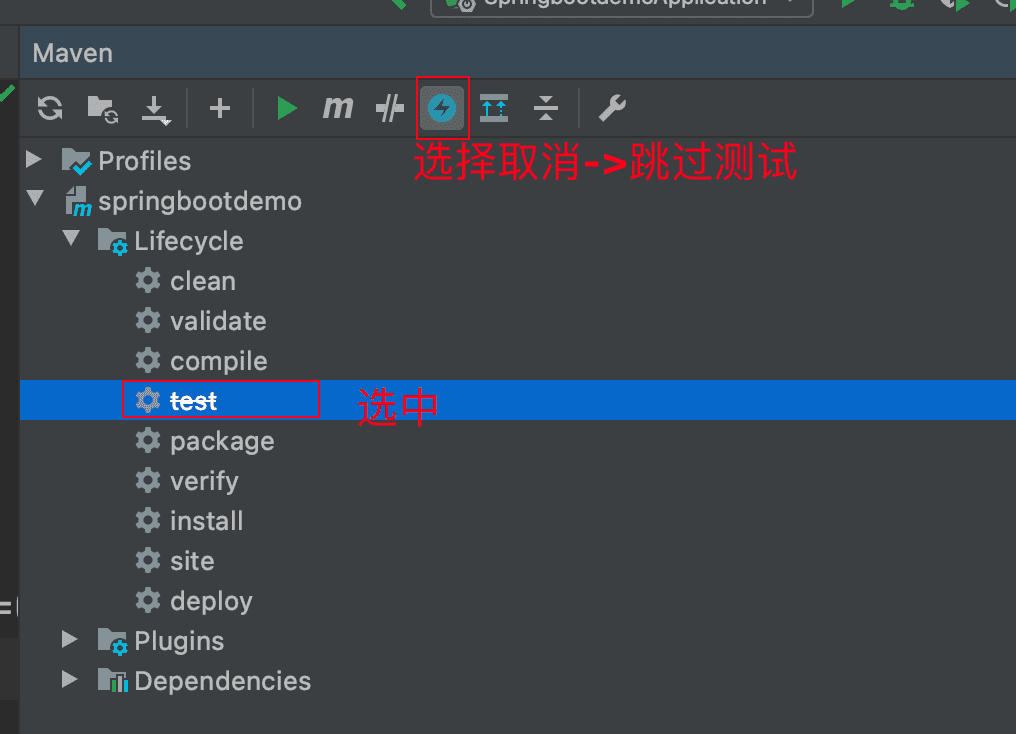 SpringbootdemoApplication
Maven
m
选择取消->跳过测试
Profiles
springbootdemo
Lifecycle
clean
validate
compile
test
选中
package
verify
install
site
deploy
=(
Plugins
Dependencies